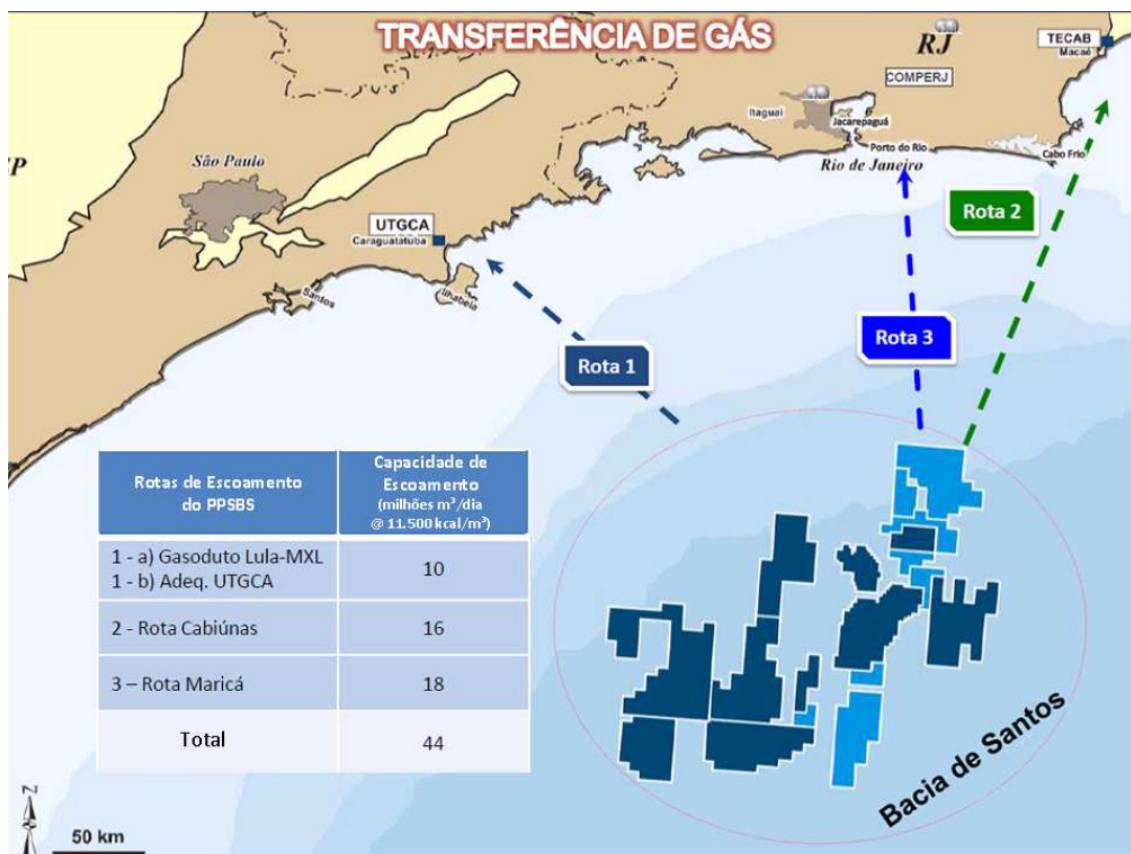 TRANSFERÊNCIA DE GÁS
RJ
TECAB
Macaé
COMPERJ
Itaguaí
Jacarepaguá
Porto do Rio
Cabo Frio
Rio de Janeiro
SP
São Paulo
UTGCA
Caraguatatuba
Santos
Ilhabela
Rota 2
Rota 3
Rota 1
Rotas de Escoamento
do PPSBS
Capacidade de
Escoamento
(milhões m³/dia
@ 11.500 kcal/m³)
1 - a) Gasoduto Lula-MXL
1 - b) Adeq. UTGCA
10
2 - Rota Cabiúnas
16
3 – Rota Maricá
18
Total
44
Bacia de Santos
N
50 km